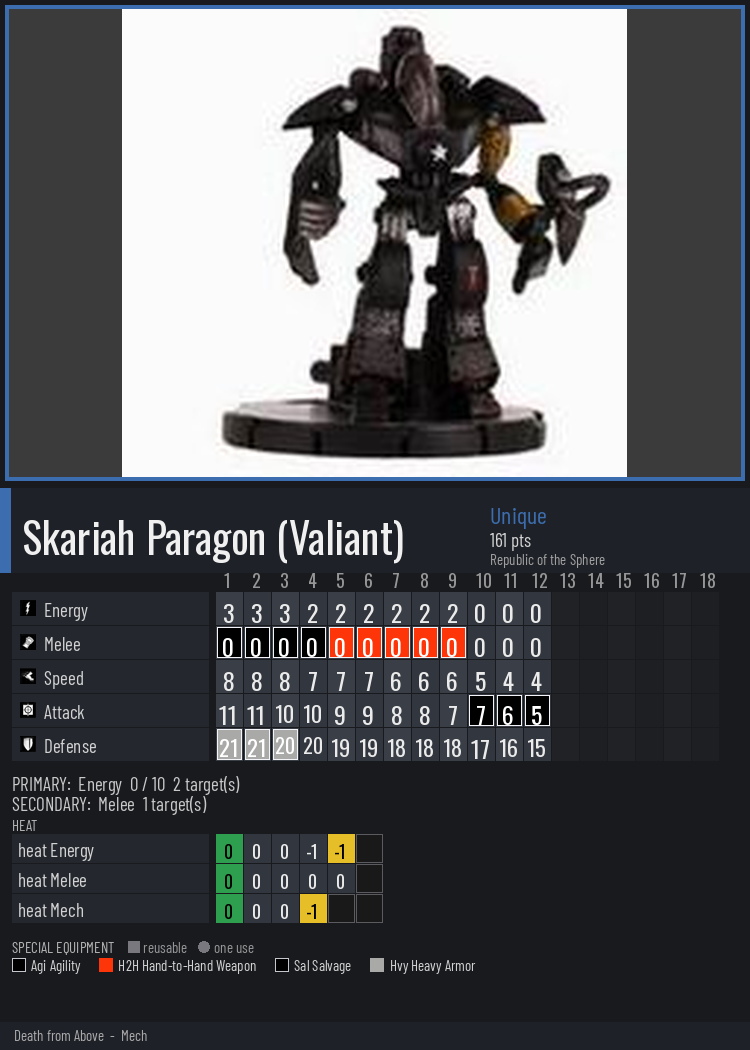 Skariah Paragon (Valiant)
Unique
161 pts
Republic of the Sphere
1 2 3 4 5 6 7 8 9 10 11 12 13 14 15 16 17 18
Energy 3 3 3 2 2 2 2 2 2 0 0 0
Melee 0 0 0 0 0 0 0 0 0 0 0 0
Speed 8 8 8 7 7 7 6 6 6 5 4 4
Attack 11 11 10 10 9 9 8 8 7 7 6 5
Defense 21 21 20 20 19 19 18 18 18 17 16 15
PRIMARY: Energy 0 / 10 2 target(s)
SECONDARY: Melee 1 target(s)
HEAT
heat Energy 0 0 0 -1 -1
heat Melee 0 0 0 0 0
heat Mech 0 0 0 -1
SPECIAL EQUIPMENT reusable one use
Agi Agility H2H Hand-to-Hand Weapon Sal Salvage Hvy Heavy Armor
Death from Above - Mech